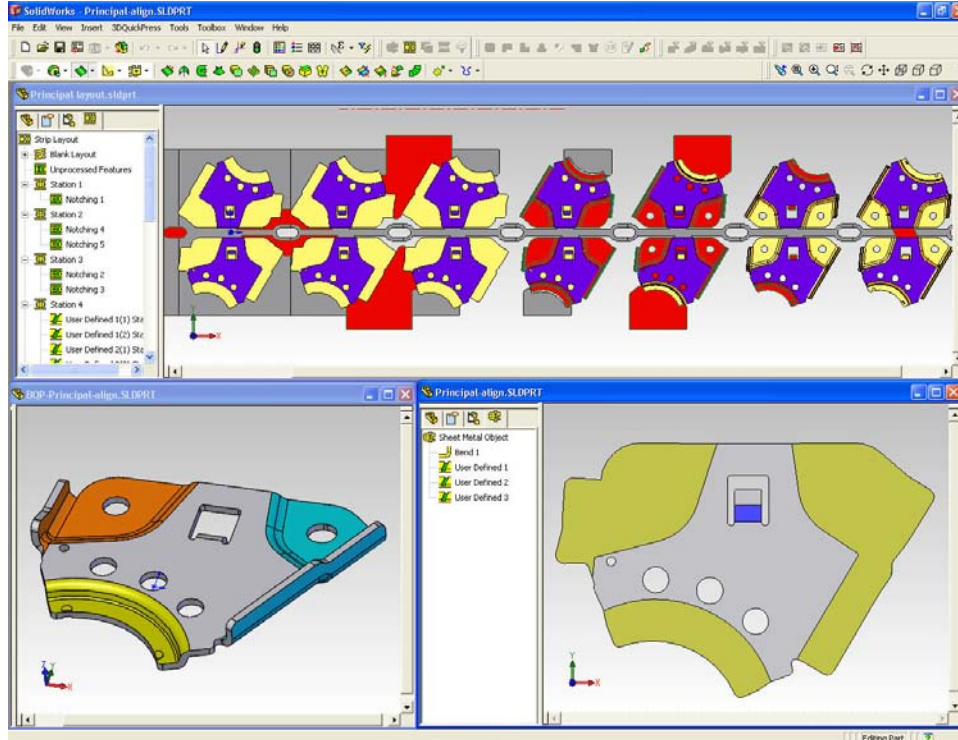 SolidWorks - Principal-align.SLDPRT
File Edit View Insert 3DQuickPress Tools Toolbox Window Help
Principal layout.sldprt
Strip Layout
Blank Layout
Unprocessed Features
Station 1
Notching 1
Station 2
Notching 4
Notching 5
Station 3
Notching 2
Notching 3
Station 4
User Defined 1(1) Sta
User Defined 1(2) Sta
User Defined 2(1) Sta
Y
X
BQP-Principal-align.SLDPRT
Z Y
X
Principal-align.SLDPRT
Sheet Metal Object
Bend 1
User Defined 1
User Defined 2
User Defined 3
Y
X
Editing Part